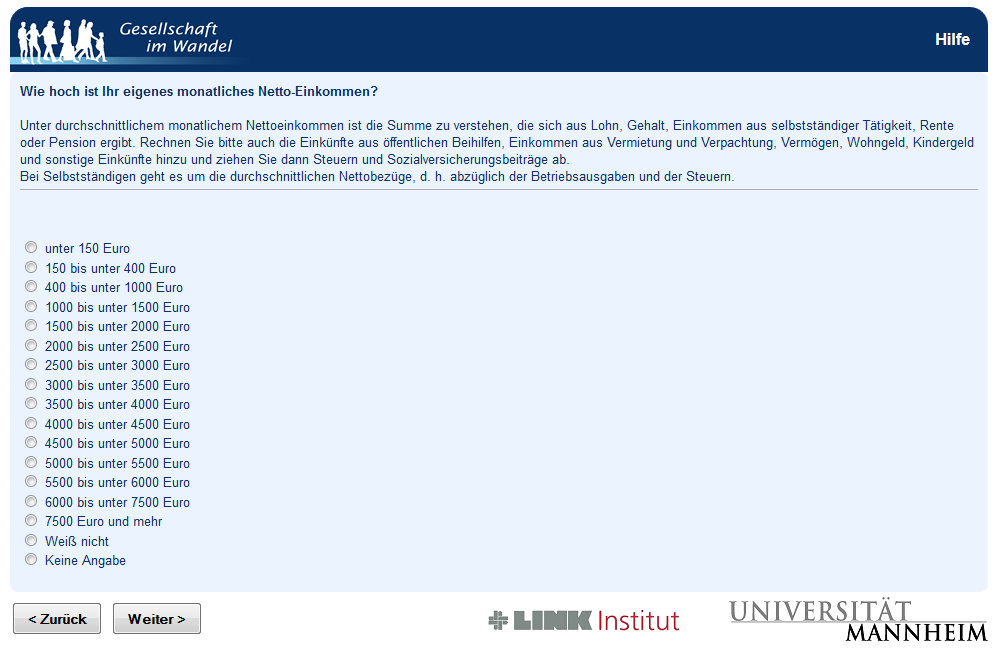 Gesellschaft
im Wandel
Hilfe
Wie hoch ist Ihr eigenes monatliches Netto-Einkommen?
Unter durchschnittlichem monatlichem Nettoeinkommen ist die Summe zu verstehen, die sich aus Lohn, Gehalt, Einkommen aus selbstständiger Tätigkeit, Rente
oder Pension ergibt. Rechnen Sie bitte auch die Einkünfte aus öffentlichen Beihilfen, Einkommen aus Vermietung und Verpachtung, Vermögen, Wohngeld, Kindergeld
und sonstige Einkünfte hinzu und ziehen Sie dann Steuern und Sozialversicherungsbeiträge ab.
Bei Selbstständigen geht es um die durchschnittlichen Nettobezüge, d. h. abzüglich der Betriebsausgaben und der Steuern.
unter 150 Euro
150 bis unter 400 Euro
400 bis unter 1000 Euro
1000 bis unter 1500 Euro
1500 bis unter 2000 Euro
2000 bis unter 2500 Euro
2500 bis unter 3000 Euro
3000 bis unter 3500 Euro
3500 bis unter 4000 Euro
4000 bis unter 4500 Euro
4500 bis unter 5000 Euro
5000 bis unter 5500 Euro
5500 bis unter 6000 Euro
6000 bis unter 7500 Euro
7500 Euro und mehr
Weiß nicht
Keine Angabe
< Zurück
Weiter >
LINK Institut
UNIVERSITÄT
MANNHEIM